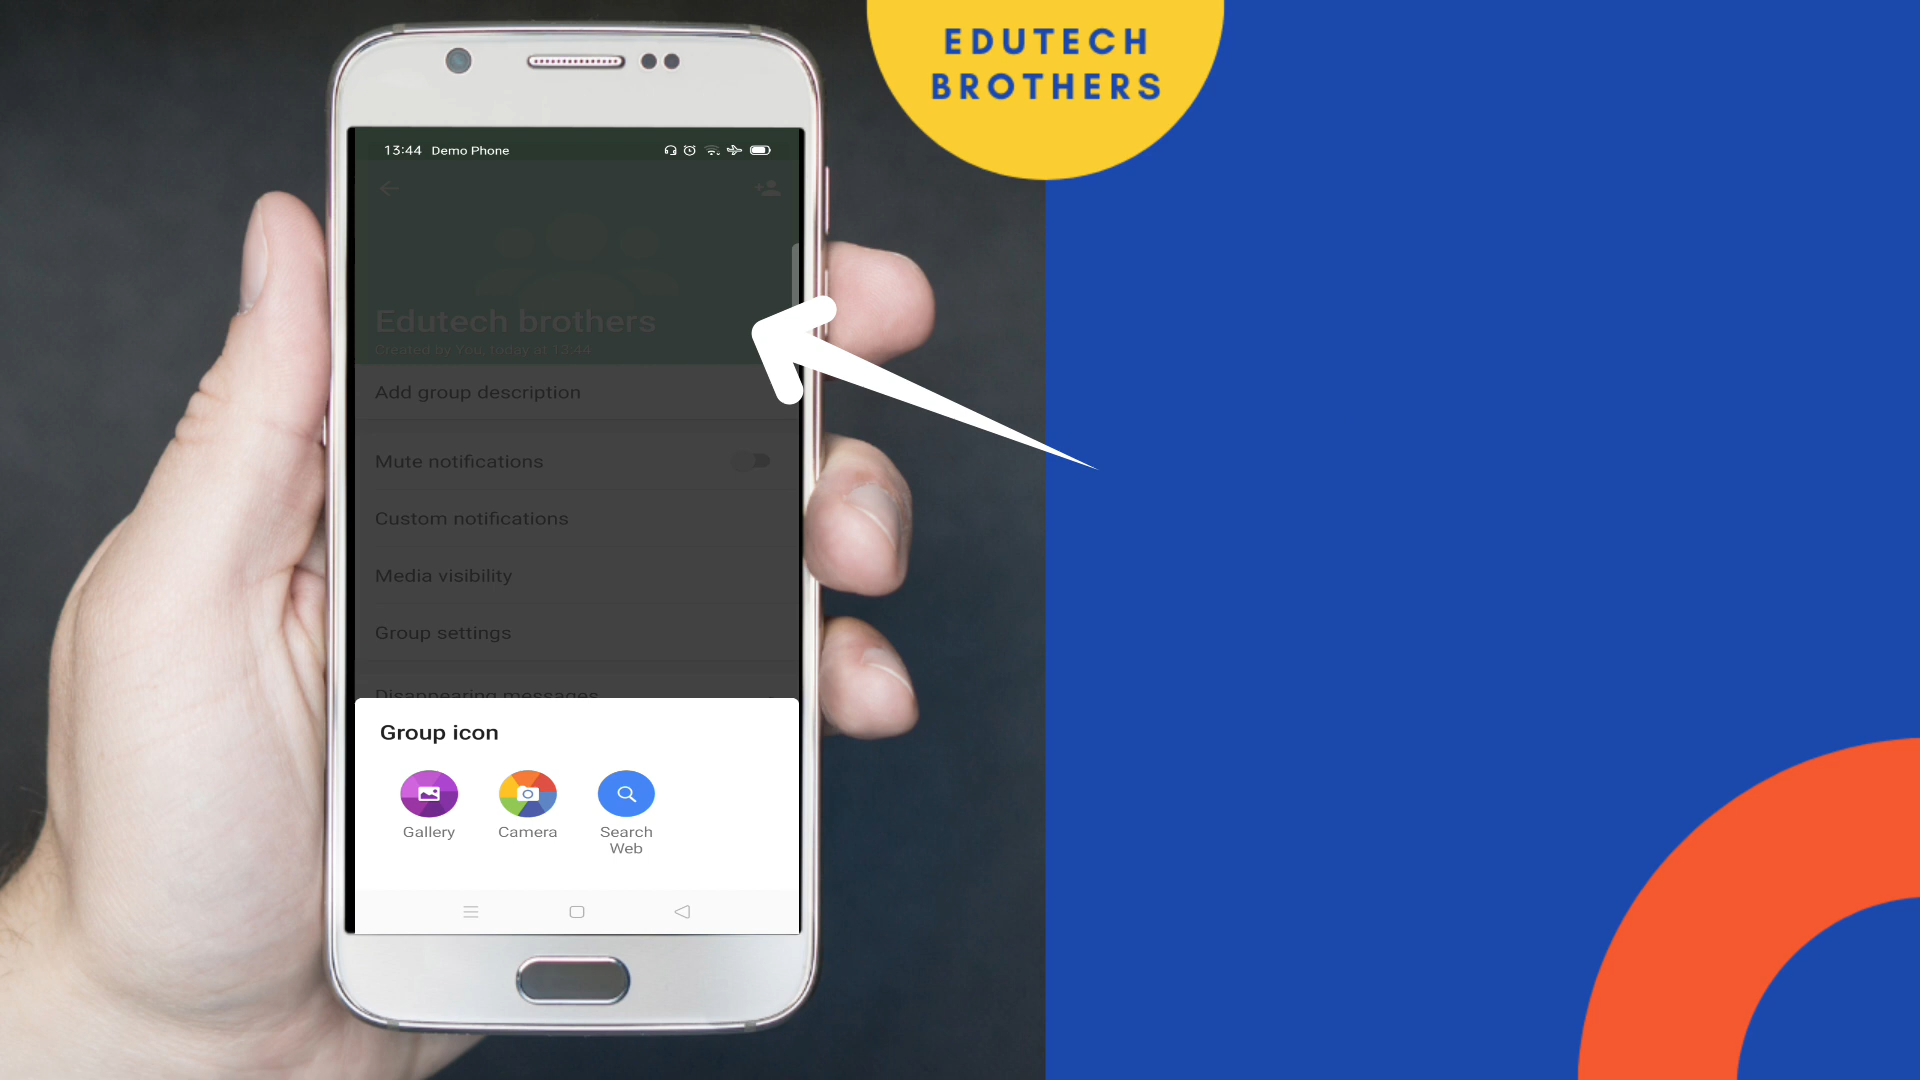 EDUTECH
BROTHERS
13:44 Demo Phone
Edutech brothers
Created by You, today at 13:44
Add group description
Mute notifications
Custom notifications
Media visibility
Group settings
Disappearing messages
Group icon
Gallery
Camera
Search
Web